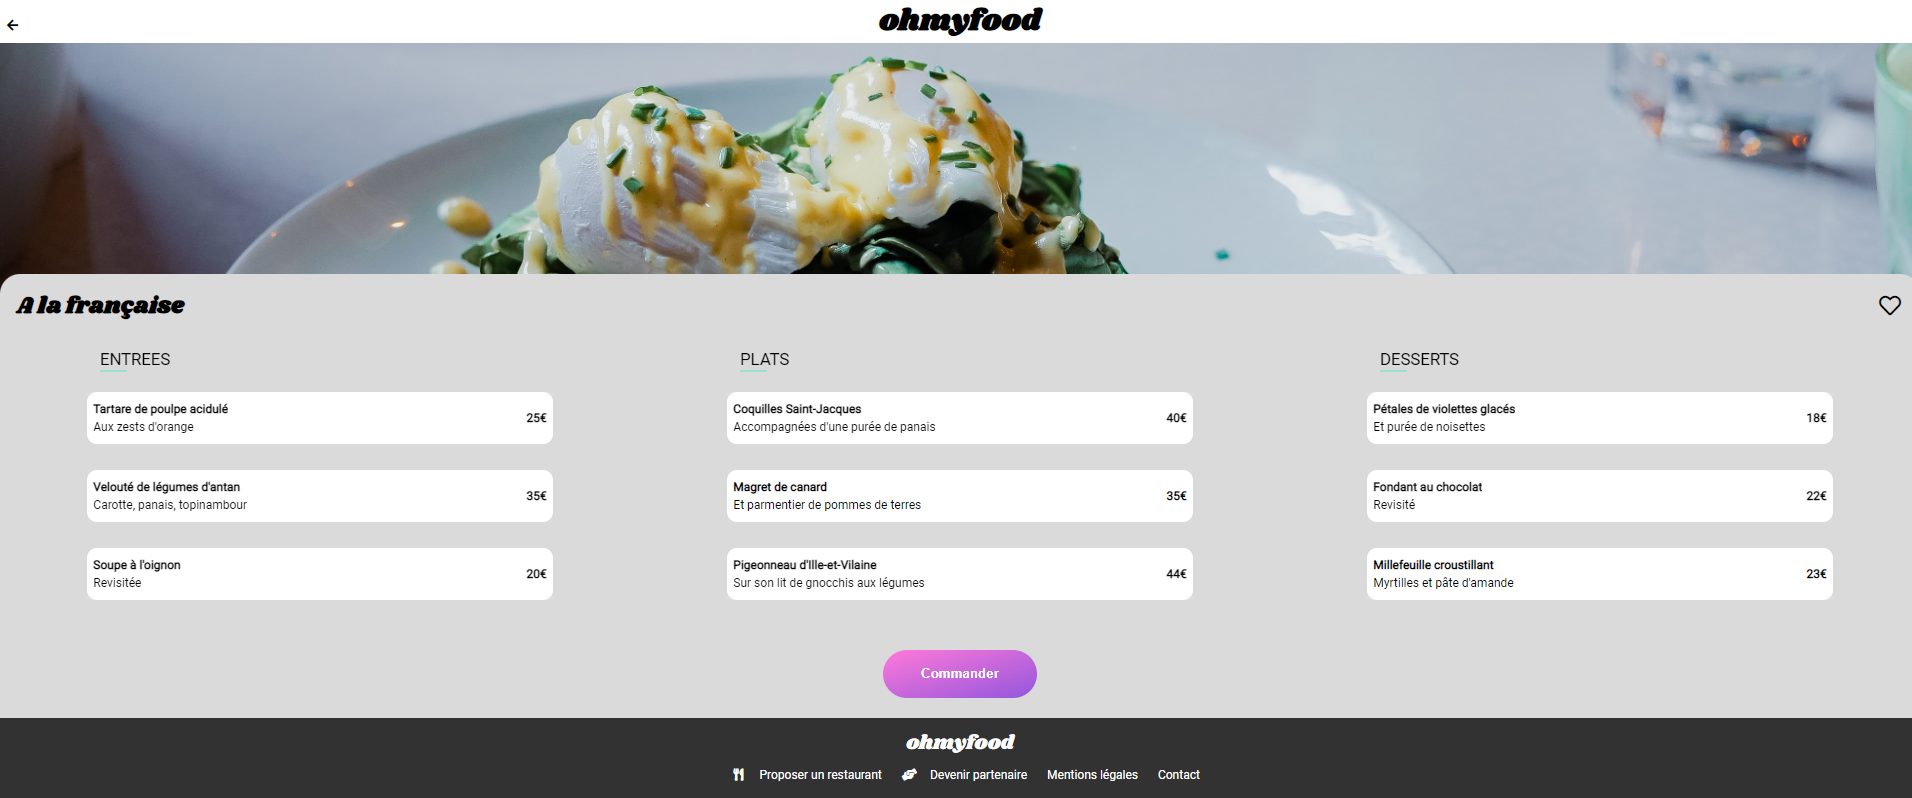 ohmyfood
A la française
ENTREES
Tartare de poulpe acidulé
Aux zests d'orange
25€
Velouté de légumes d'antan
Carotte, panais, topinambour
35€
Soupe à l'oignon
Revisitée
20€
PLATS
Coquilles Saint-Jacques
Accompagnées d'une purée de panais
40€
Magret de canard
Et parmentier de pommes de terres
35€
Pigeonneau d'Ille-et-Vilaine
Sur son lit de gnocchis aux légumes
44€
DESSERTS
Pétales de violettes glacés
Et purée de noisettes
18€
Fondant au chocolat
Revisité
22€
Millefeuille croustillant
Myrtilles et pâte d'amande
23€
Commander
ohmyfood
Proposer un restaurant Devenir partenaire Mentions légales Contact